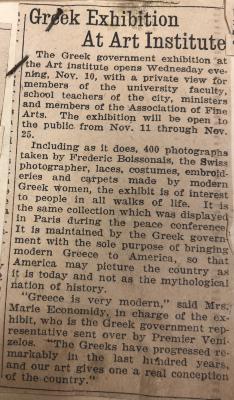 Greek Exhibition
At Art Institute
The Greek government exhibition at
the Art institute opens Wednesday eve-
ning, Nov. 10, with a private view for
members of the university faculty,
school teachers of the city, ministers
and members of the Association of Fine
Arts. The exhibition will be open to
the public from Nov. 11 through Nov.
25.
Including as it does, 400 photographs
taken by Frederic Boissonais, the Swiss
photographer, laces, costumes, embroid-
eries and carpets made by modern
Greek women, the exhibit is of interest
to people in all walks of life. It is
the same collection which was displayed
in Paris during the peace conference.
It is maintained by the Greek govern-
ment with the sole purpose of bringing
modern Greece to America, so that
America may picture the country as
it is today and not as the mythological
nation of history.
"Greece is very modern," said Mrs.
Marie Economidy, in charge of the ex-
hibit, who is the Greek government rep-
resentative sent over by Premier Veni-
zelos. "The Greeks have progressed re-
markably in the last hundred years,
and our art gives one a real conception
of the country."